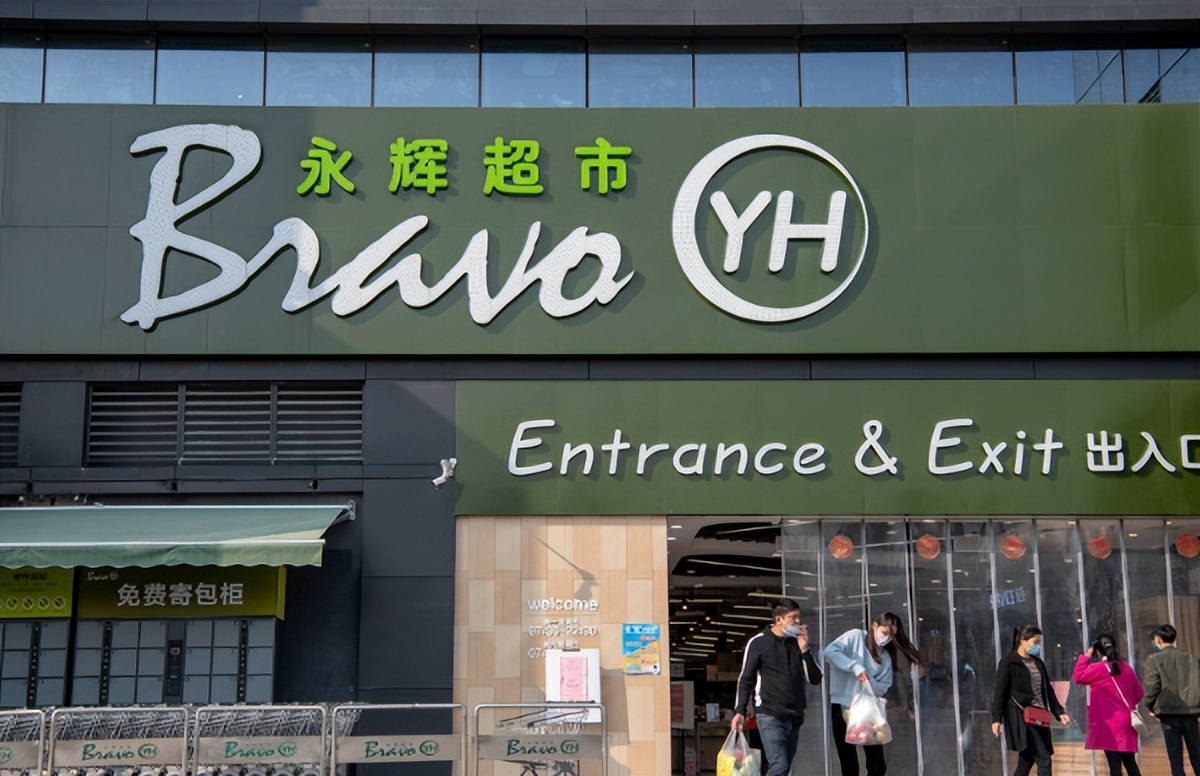 永辉超市
Bravo YH
Entrance & Exit 出入口
免费寄包柜
welcome
Bravo YH
Bravo YH
Bravo YH
Bravo YH